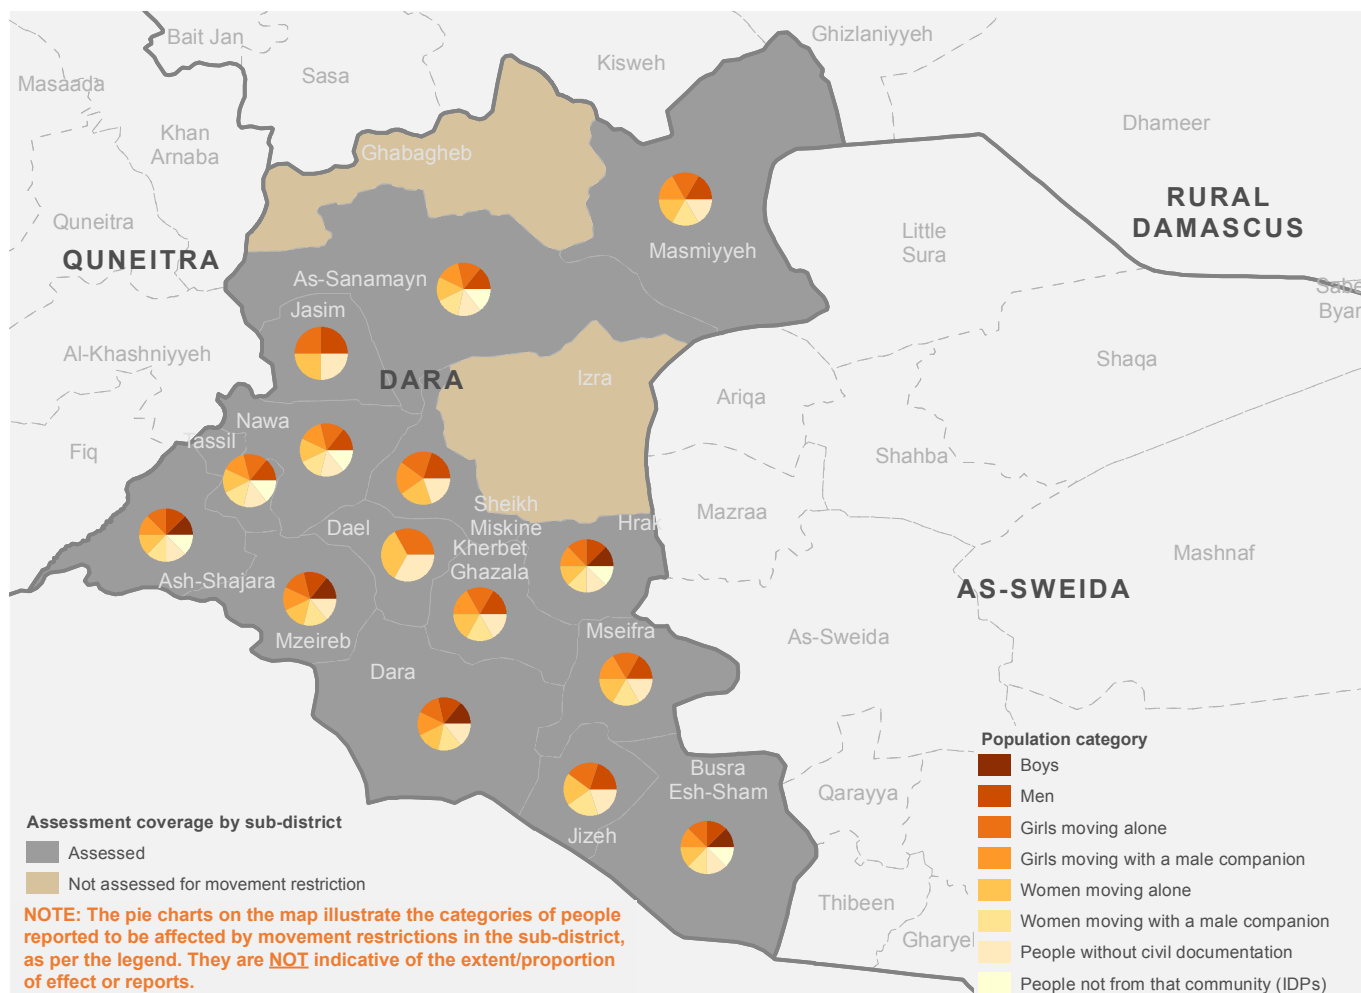 Bait Jan
Ghizlaniyyeh
Kisweh
Sasa
Masaada
Dhameer
Khan
Arnaba
Ghabagheb
RURAL
DAMASCUS
Quneitra
Little
Sura
QUNEITRA
Masmiyyeh
As-Sanamayn
Jasim
Al-Khashniyyeh
Shaqa
DARA
Izra
Ariqa
Nawa
Tassil
Fiq
Shahba
Sheikh
Miskine
Mazraa
Dael
Hrak
Kherbet
Ghazala
Mashnaf
Ash-Shajara
AS-SWEIDA
Mzeireb
Mseifra
As-Sweida
Dara
Busra
Esh-Sham
Qarayya
Jizeh
Thibeen
Population category
Boys
Men
Girls moving alone
Girls moving with a male companion
Women moving alone
Women moving with a male companion
People without civil documentation
People not from that community (IDPs)
Assessment coverage by sub-district
Assessed
Not assessed for movement restriction
NOTE: The pie charts on the map illustrate the categories of people
reported to be affected by movement restrictions in the sub-district,
as per the legend. They are NOT indicative of the extent/proportion
of effect or reports.